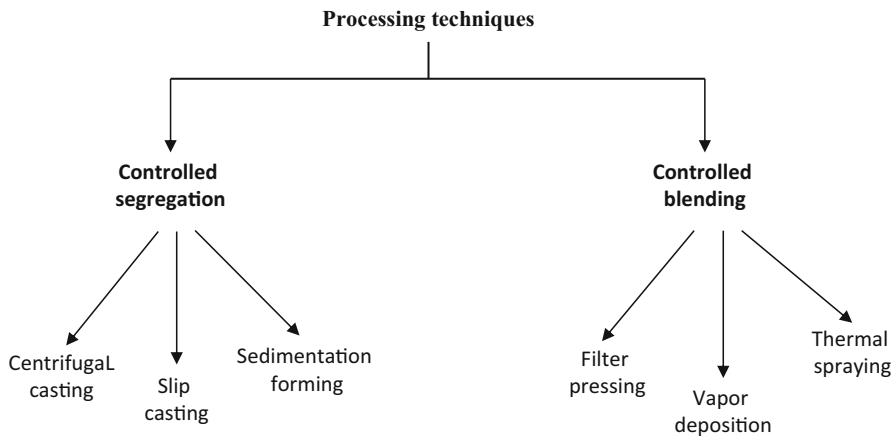 Processing techniques
Controlled
segregation
Controlled
blending
CentrifugaL
casting
Slip
casting
Sedimentation
forming
Filter
pressing
Vapor
deposition
Thermal
spraying